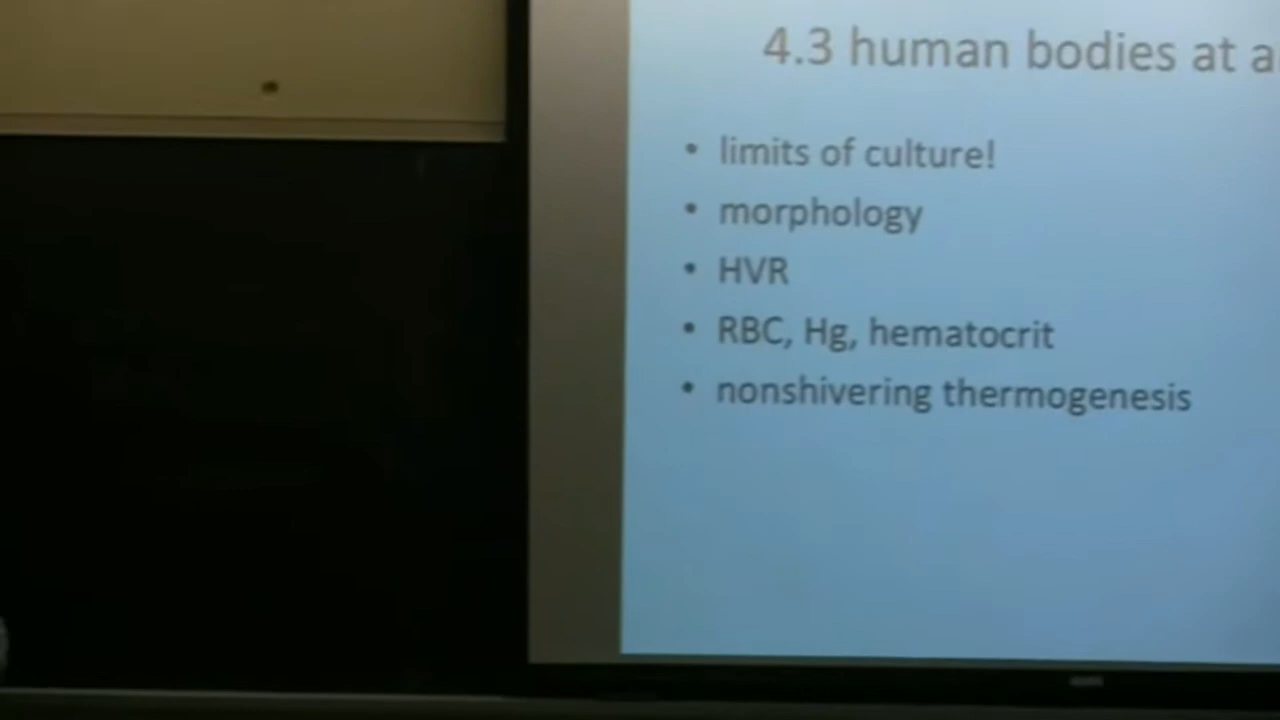 4.3 human bodies at
• limits of culture!
• morphology
• HVR
• RBC, Hg, hematocrit
• nonshivering thermogenesis